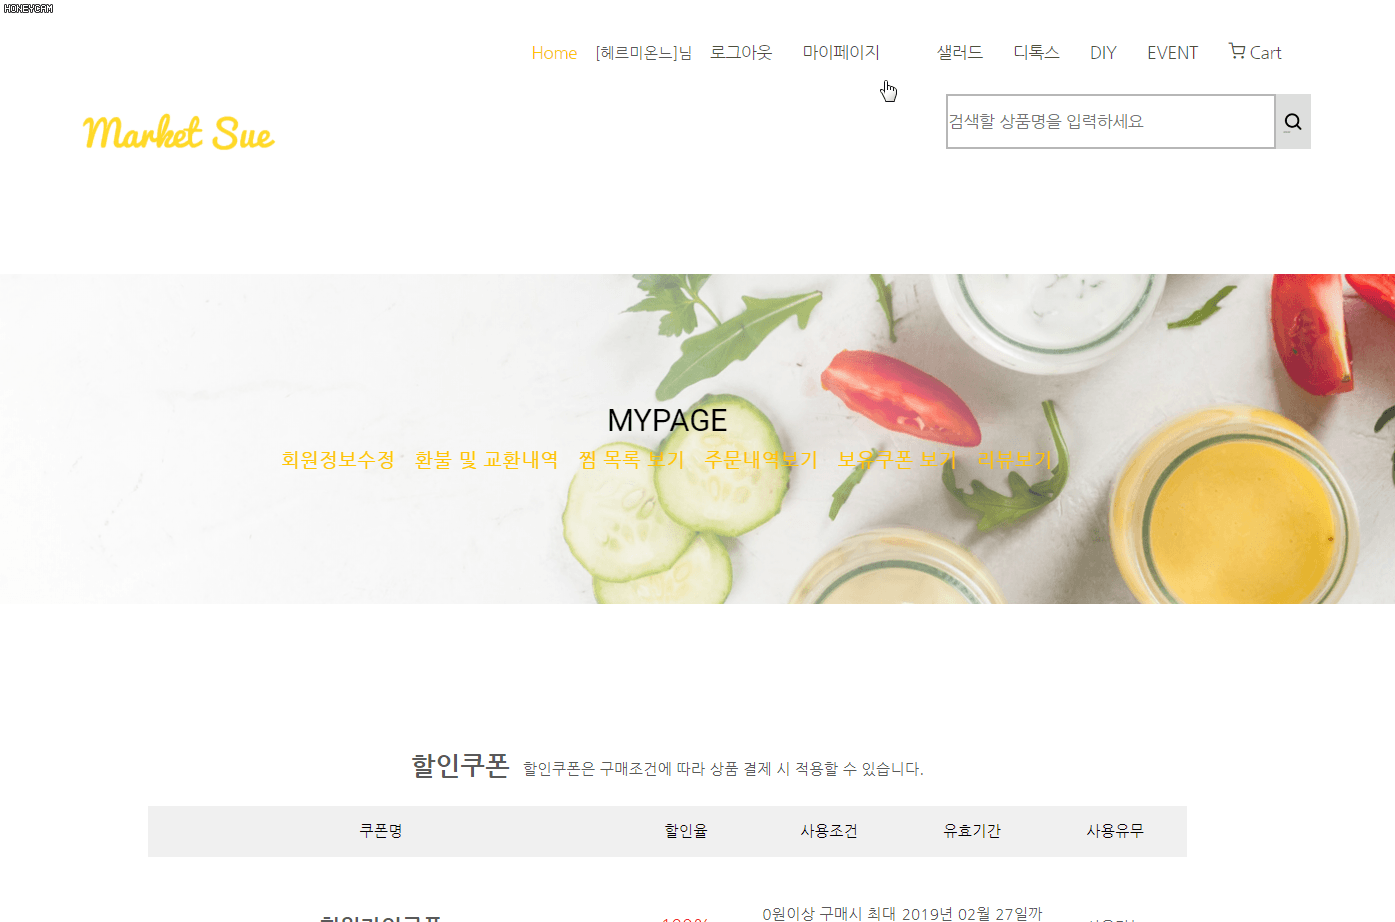 HONEYCAM
Home [헤르미온느]님 로그아웃 마이페이지 샐러드 디톡스 DIY EVENT Cart
검색할 상품명을 입력하세요
Market Sue
MYPAGE
회원정보수정 환불 및 교환내역 찜 목록 보기 주문내역보기 보유쿠폰 보기 리뷰보기
할인쿠폰 할인쿠폰은 구매조건에 따라 상품 결제 시 적용할 수 있습니다.
쿠폰명 할인율 사용조건 유효기간 사용유무
0원이상 구매시 최대 2019년 02월 27일까